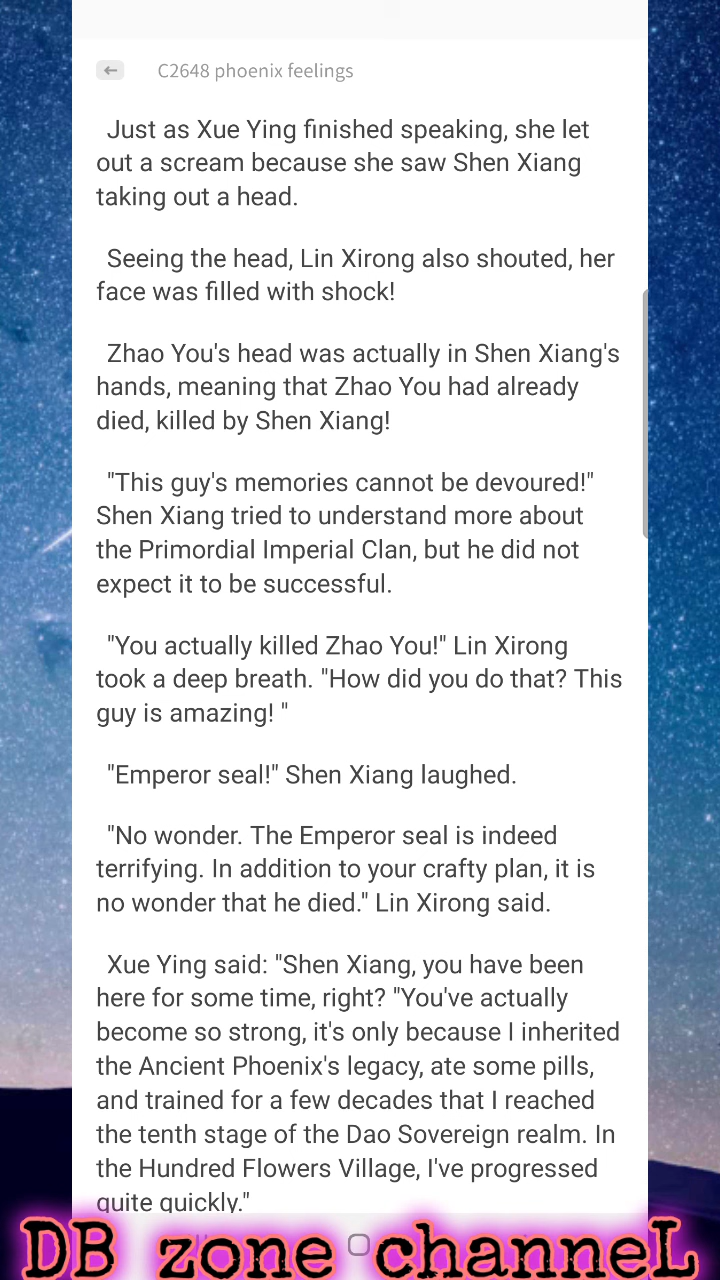 C2648 phoenix feelings
Just as Xue Ying finished speaking, she let
out a scream because she saw Shen Xiang
taking out a head.
Seeing the head, Lin Xirong also shouted, her
face was filled with shock!
Zhao You's head was actually in Shen Xiang's
hands, meaning that Zhao You had already
died, killed by Shen Xiang!
"This guy's memories cannot be devoured!"
Shen Xiang tried to understand more about
the Primordial Imperial Clan, but he did not
expect it to be successful.
"You actually killed Zhao You!" Lin Xirong
took a deep breath. "How did you do that? This
guy is amazing! "
"Emperor seal!" Shen Xiang laughed.
"No wonder. The Emperor seal is indeed
terrifying. In addition to your crafty plan, it is
no wonder that he died." Lin Xirong said.
Xue Ying said: "Shen Xiang, you have been
here for some time, right? "You've actually
become so strong, it's only because I inherited
the Ancient Phoenix's legacy, ate some pills,
and trained for a few decades that I reached
the tenth stage of the Dao Sovereign realm. In
the Hundred Flowers Village, I've progressed
quite quickly."
DB zone channeL